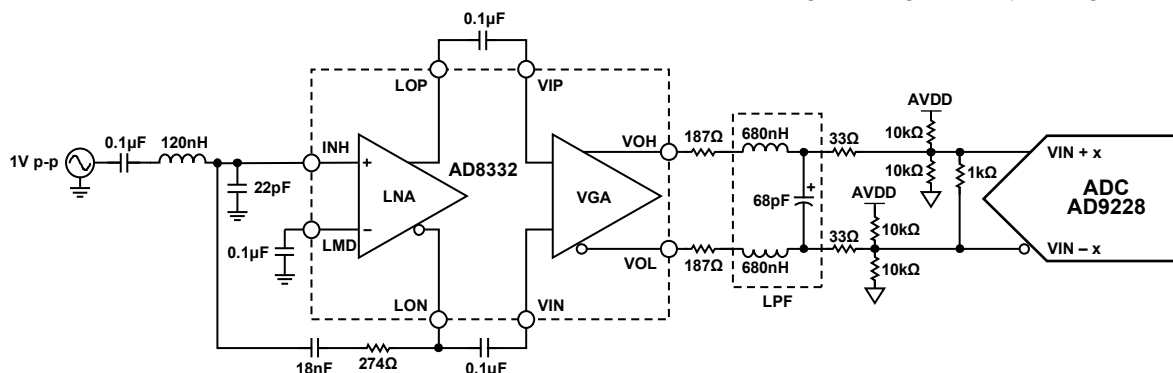 0.1µF
LOP
VIP
AVDD
1V p-p
0.1µF
120nH
INH
+
AD8332
VOH
187Ω
680nH
33Ω
10kΩ
10kΩ
1kΩ
VIN + x
22pF
LNA
VGA
68pF
+
AVDD
ADC
AD9228
LMD
–
0.1µF
VOL
187Ω
680nH
33Ω
10kΩ
10kΩ
VIN – x
LPF
LON
VIN
18nF
274Ω
0.1µF